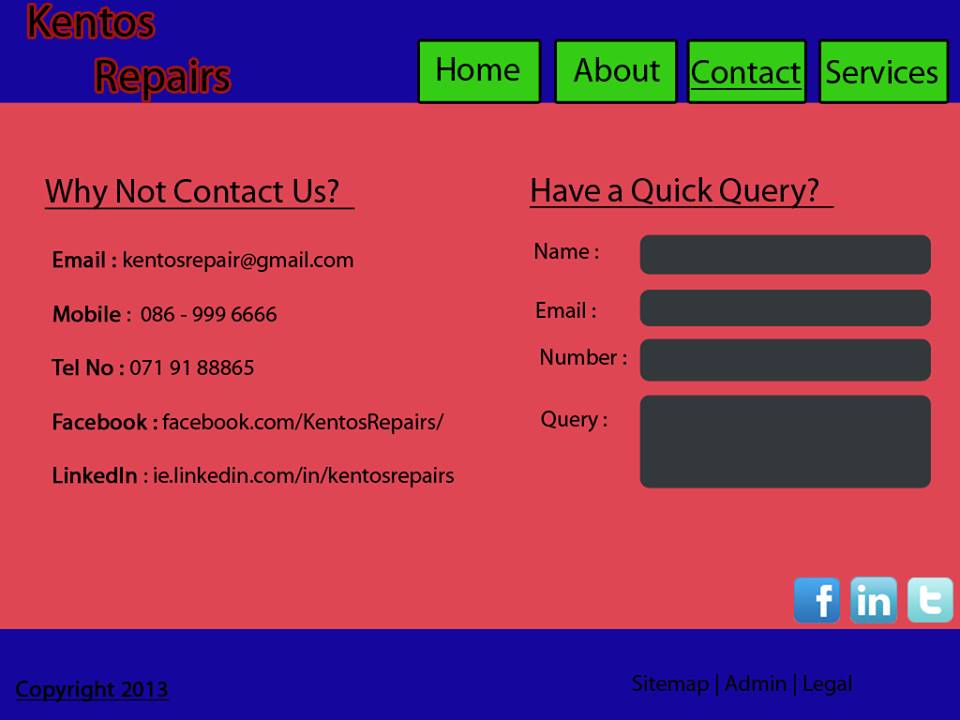 Kentos
Repairs
Home
About
Contact
Services
Why Not Contact Us?
Email : kentosrepair@gmail.com
Mobile : 086 - 999 6666
Tel No : 071 91 88865
Facebook : facebook.com/KentosRepairs/
LinkedIn : ie.linkedin.com/in/kentosrepairs
Have a Quick Query?
Name :
Email :
Number :
Query :
f
in
t
Copyright 2013
Sitemap | Admin | Legal